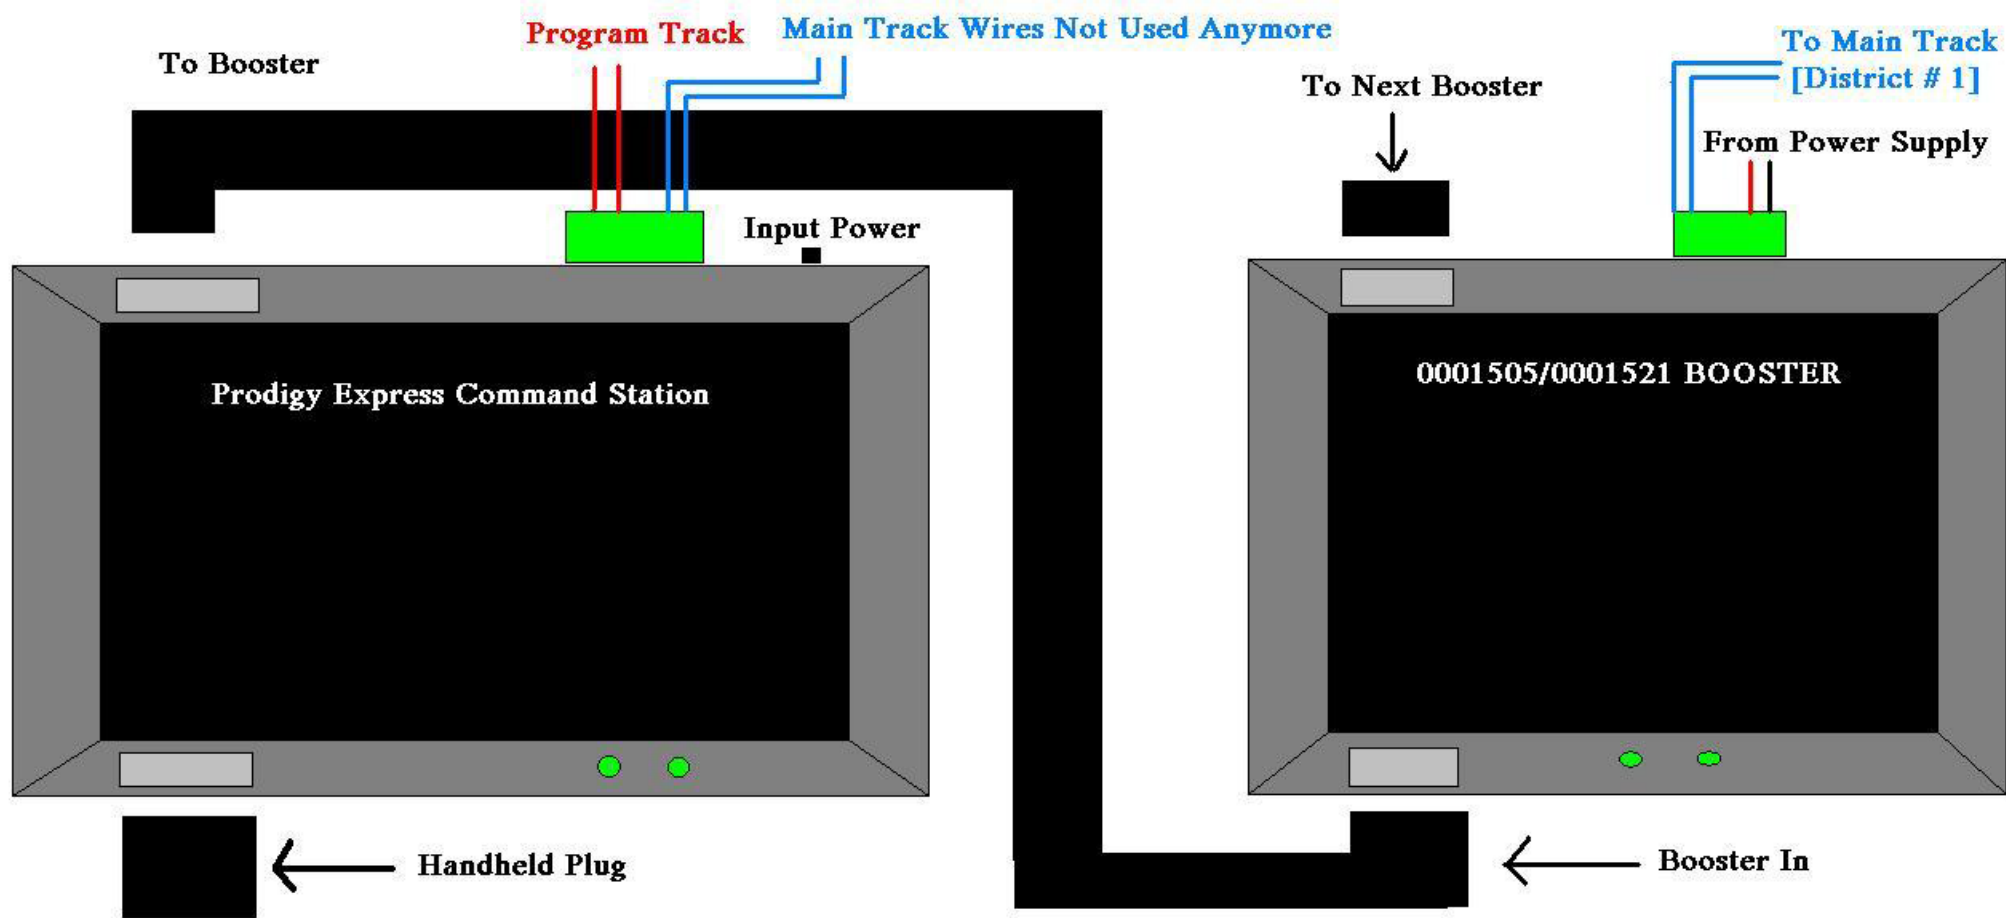 Program Track
Main Track Wires Not Used Anymore
To Booster
To Main Track
[District # 1]
To Next Booster
From Power Supply
Input Power
Prodigy Express Command Station
0001505/0001521 BOOSTER
Handheld Plug
Booster In